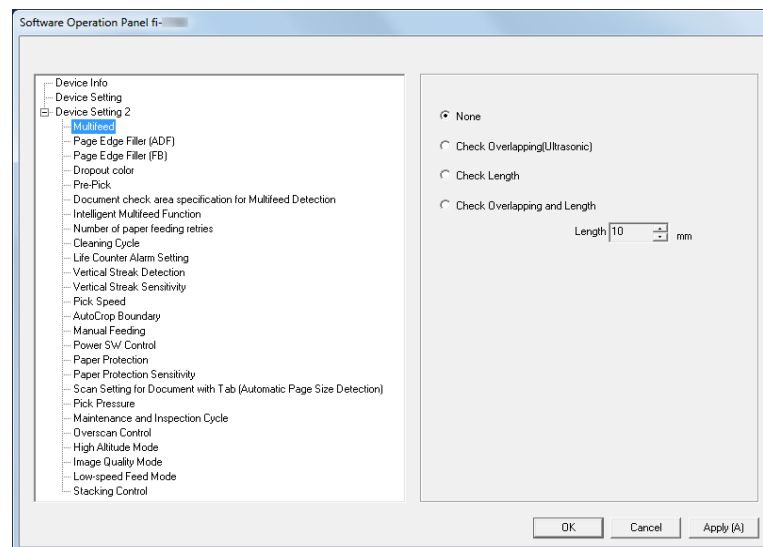 Software Operation Panel fi-
Device Info
Device Setting
Device Setting 2
Multifeed
Page Edge Filler (ADF)
Page Edge Filler (FB)
Dropout color
Pre-Pick
Document check area specification for Multifeed Detection
Intelligent Multifeed Function
Number of paper feeding retries
Cleaning Cycle
Life Counter Alarm Setting
Vertical Streak Detection
Vertical Streak Sensitivity
Pick Speed
AutoCrop Boundary
Manual Feeding
Power SW Control
Paper Protection
Paper Protection Sensitivity
Scan Setting for Document with Tab (Automatic Page Size Detection)
Pick Pressure
Maintenance and Inspection Cycle
Overscan Control
High Altitude Mode
Image Quality Mode
Low-speed Feed Mode
Stacking Control
None
Check Overlapping(Ultrasonic)
Check Length
Check Overlapping and Length
Length 10 mm
OK Cancel Apply (A)